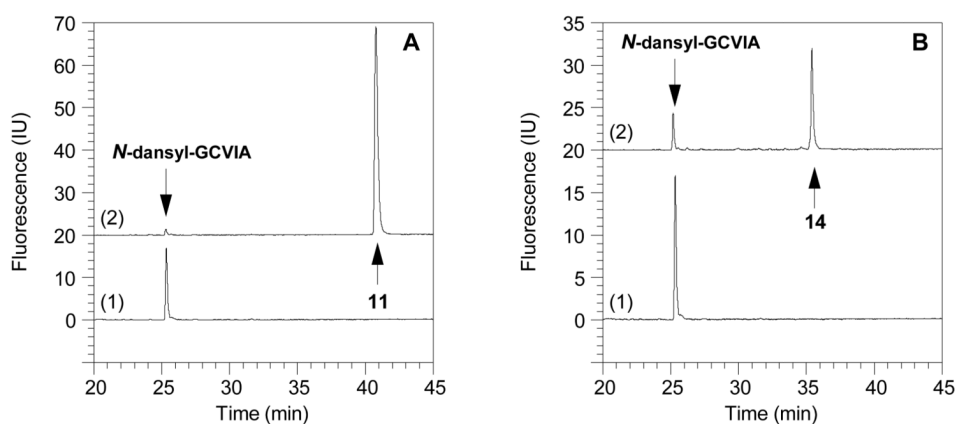 A
70
60
50
40
30
20
10
0
Fluorescence (IU)
N-dansyl-GCVIA
(2)
(1)
11
20 25 30 35 40 45
Time (min)
B
35
30
25
20
15
10
5
0
Fluorescence (IU)
N-dansyl-GCVIA
(2)
(1)
14
20 25 30 35 40 45
Time (min)